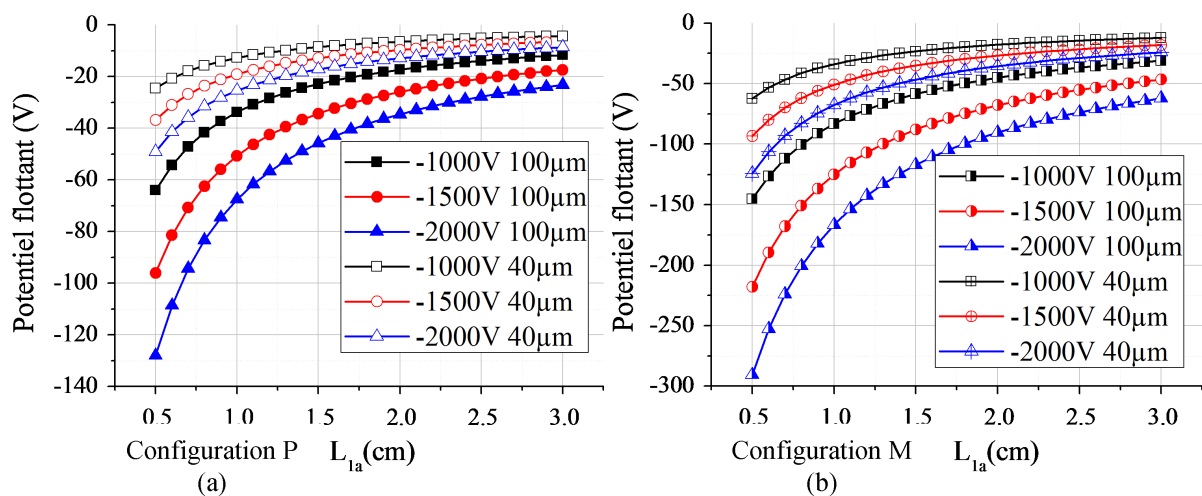 Potentiel flottant (V)
0
-20
-40
-60
-80
-100
-120
-140
-1000V 100µm
-1500V 100µm
-2000V 100µm
-1000V 40µm
-1500V 40µm
-2000V 40µm
0.5 1.0 1.5 2.0 2.5 3.0
Configuration P L1a(cm)
(a)
Potentiel flottant (V)
0
-50
-100
-150
-200
-250
-300
-1000V 100µm
-1500V 100µm
-2000V 100µm
-1000V 40µm
-1500V 40µm
-2000V 40µm
0.5 1.0 1.5 2.0 2.5 3.0
Configuration M L1a(cm)
(b)